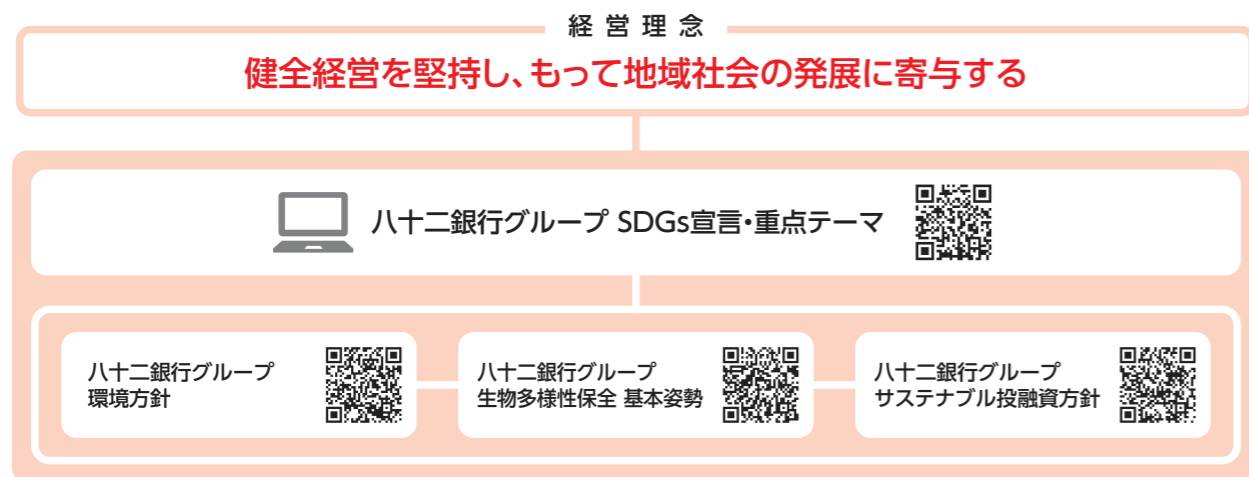 経営理念
健全経営を堅持し、もって地域社会の発展に寄与する
八十二銀行グループ SDGs宣言・重点テーマ
八十二銀行グループ
環境方針
八十二銀行グループ
生物多様性保全 基本姿勢
八十二銀行グループ
サステナブル投融資方針